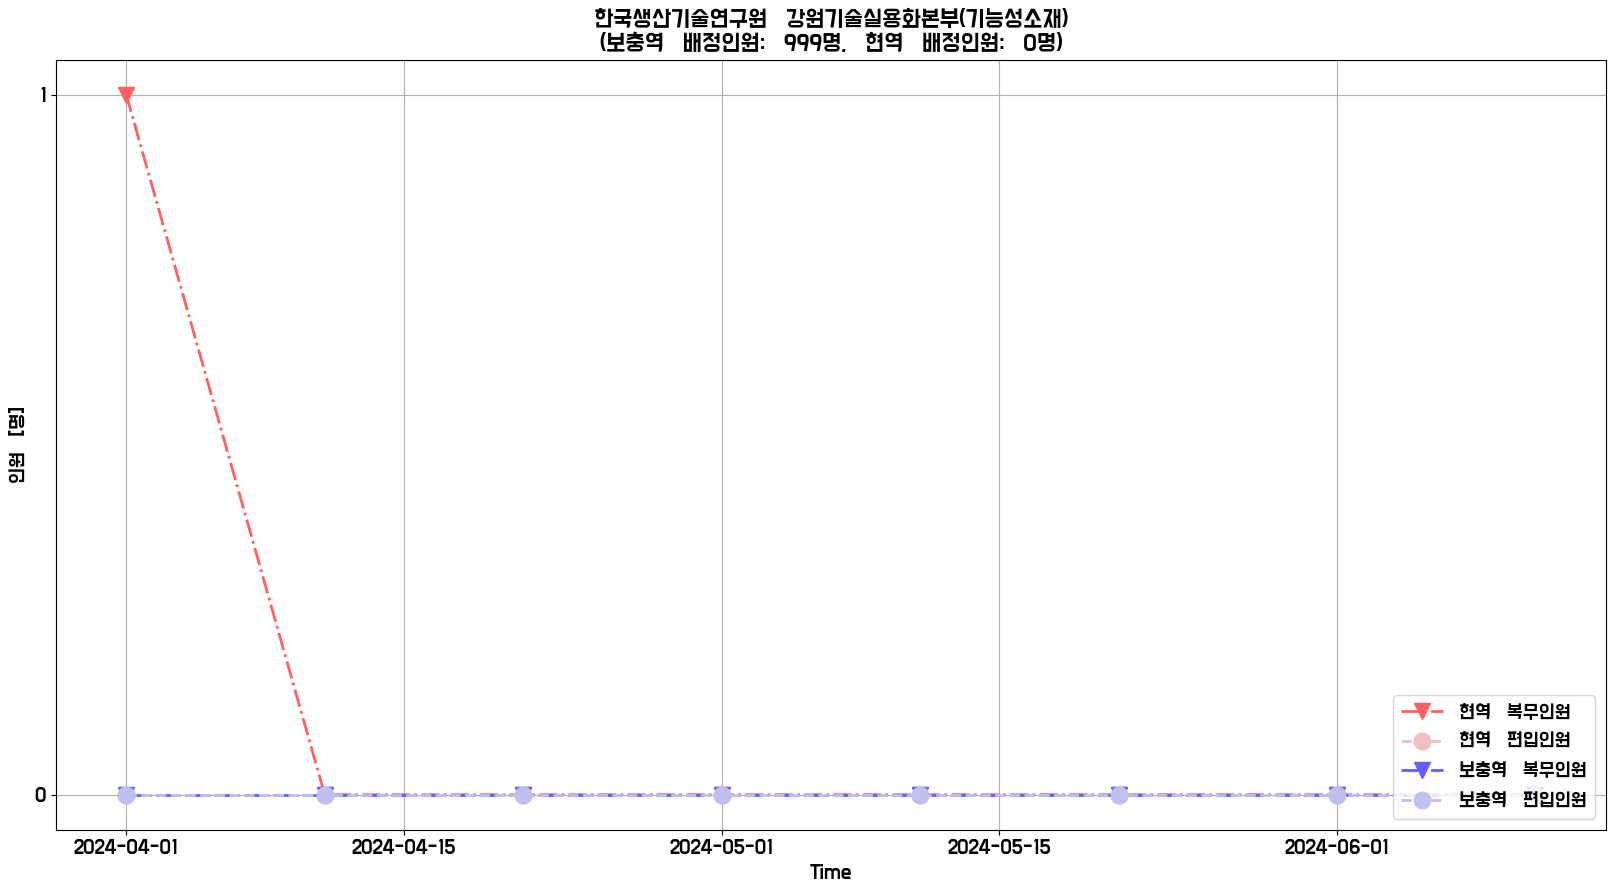 한국생산기술연구원 강원기술실용화본부(기능성소재)
(보충역 배정인원: 999명, 현역 배정인원: 0명)
1
0
인원 [명]
2024-04-01
2024-04-15
2024-05-01
2024-05-15
2024-06-01
Time
현역 복무인원
현역 편입인원
보충역 복무인원
보충역 편입인원